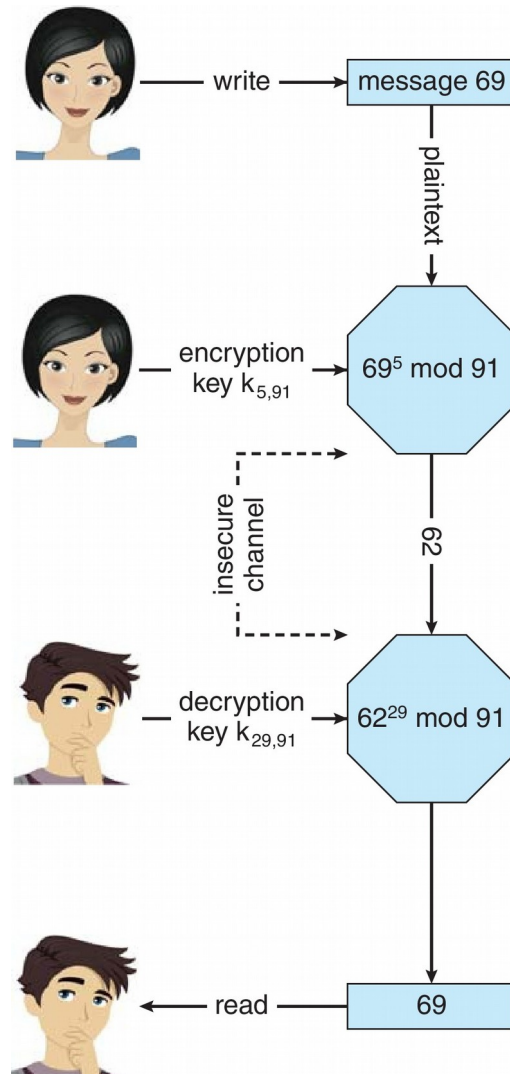 write
message 69
plaintext
encryption
key k5,91
69⁵ mod 91
insecure
channel
62
decryption
key k29,91
62²⁹ mod 91
read
69